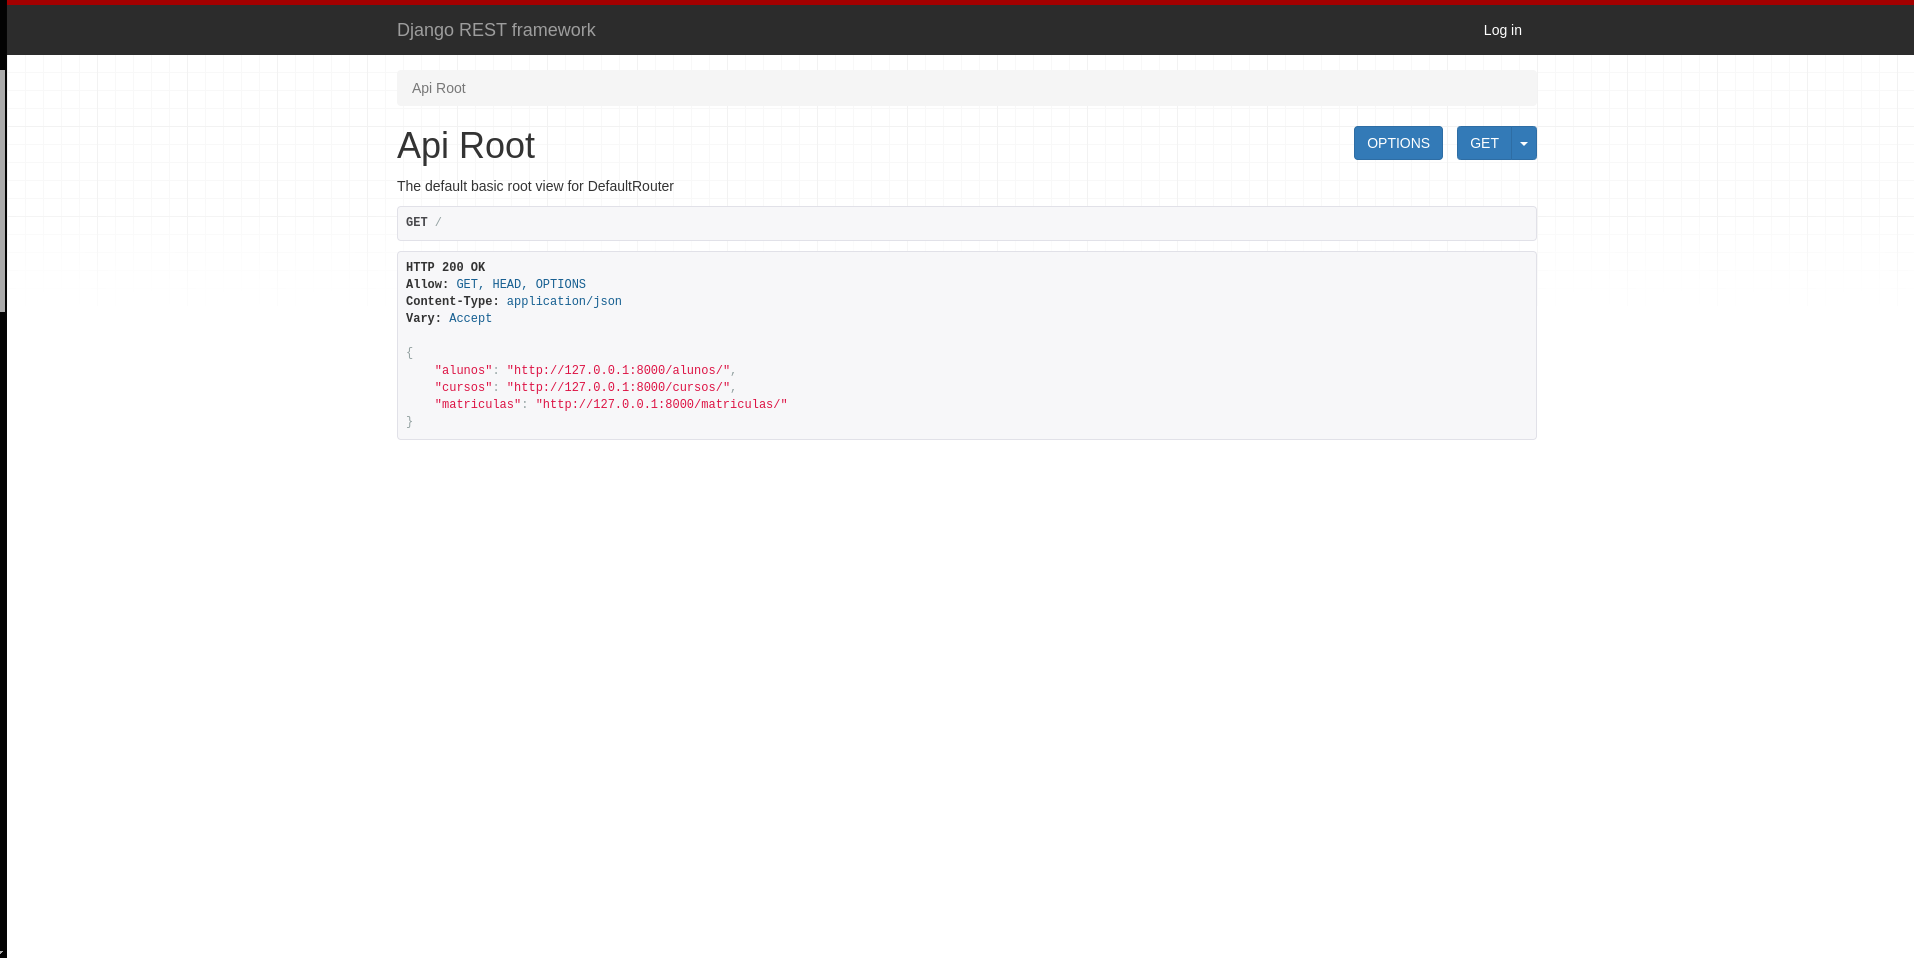 Django REST framework
Log in
Api Root
Api Root
OPTIONS
GET
The default basic root view for DefaultRouter
GET /
HTTP 200 OK
Allow: GET, HEAD, OPTIONS
Content-Type: application/json
Vary: Accept
{
    "alunos": "http://127.0.0.1:8000/alunos/",
    "cursos": "http://127.0.0.1:8000/cursos/",
    "matriculas": "http://127.0.0.1:8000/matriculas/"
}